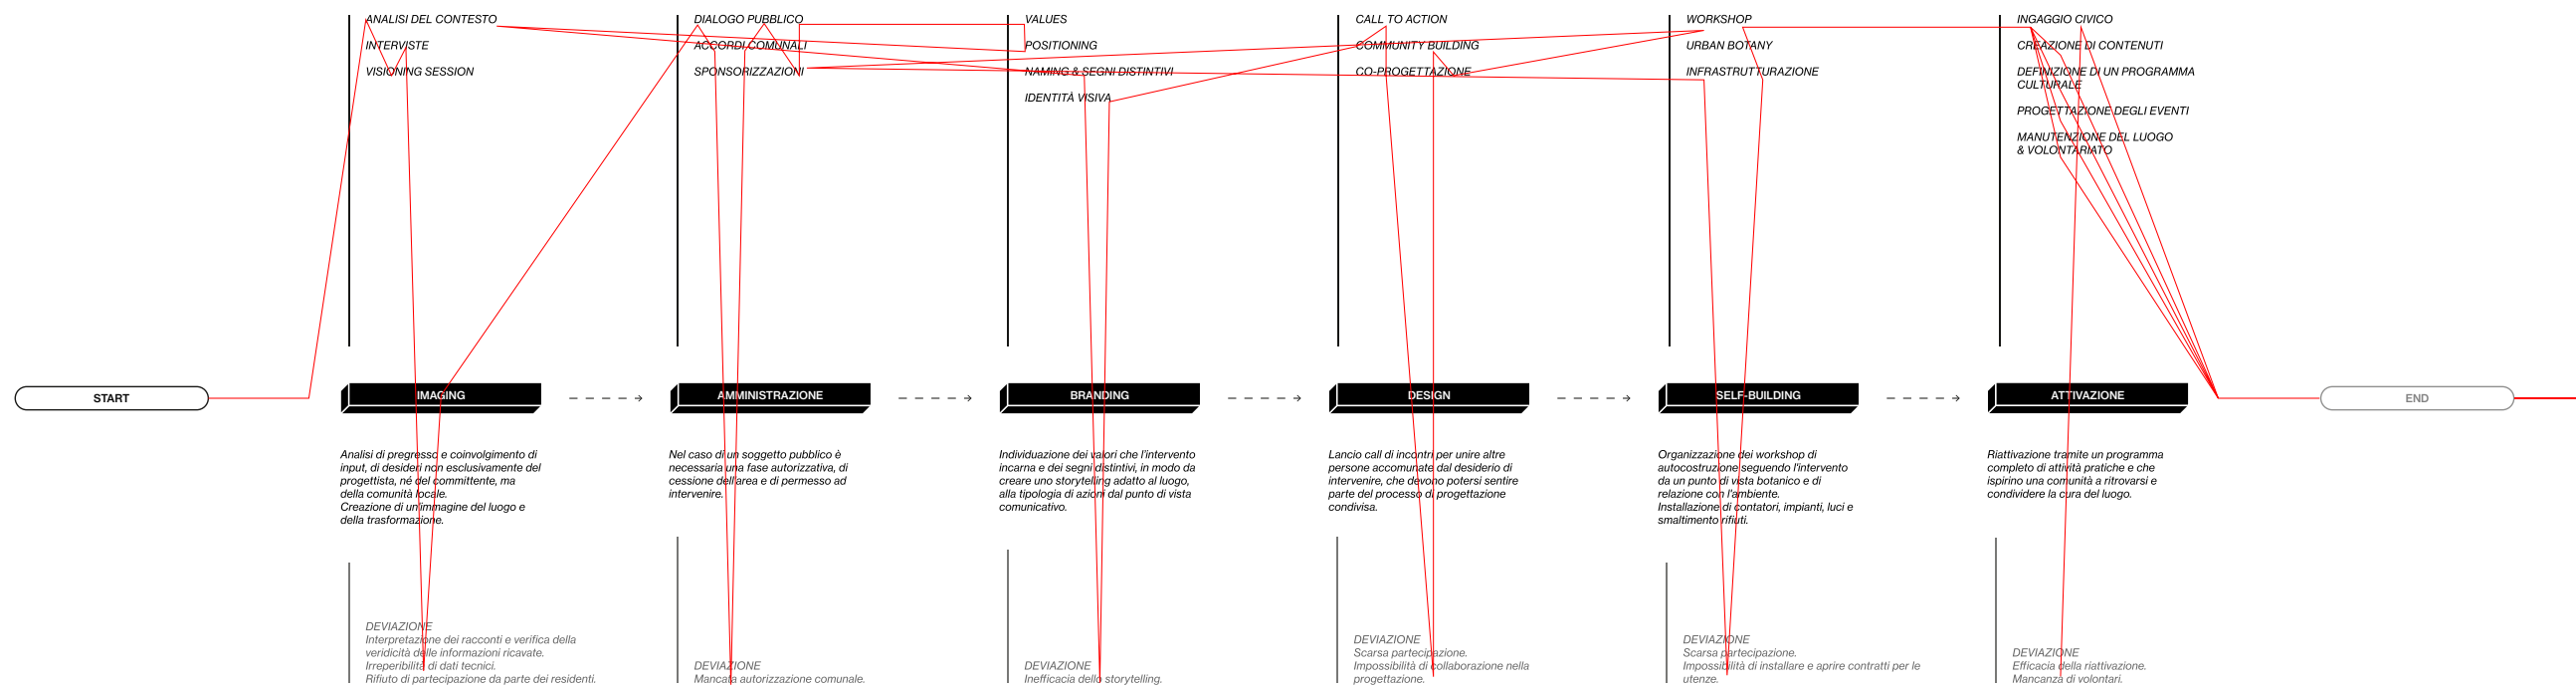 START
ANALISI DEL CONTESTO
INTERVISTE
VISIONING SESSION
IMAGING
Analisi di pregresso e coinvolgimento di
input, di desideri non esclusivamente del
progettista, né del committente, ma
della comunità locale.
Creazione di un'immagine del luogo e
della trasformazione.
DEVIAZIONE
Interpretazione dei racconti e verifica della
veridicità delle informazioni ricavate.
Irreperibilità di dati tecnici.
Rifiuto di partecipazione da parte dei residenti.
DIALOGO PUBBLICO
ACCORDI COMUNALI
SPONSORIZZAZIONI
AMMINISTRAZIONE
Nel caso di un soggetto pubblico è
necessaria una fase autorizzativa, di
cessione dell'area e di permesso ad
intervenire.
DEVIAZIONE
Mancata autorizzazione comunale.
VALUES
POSITIONING
NAMING & SEGNI DISTINTIVI
IDENTITÀ VISIVA
BRANDING
Individuazione dei valori che l'intervento
incarna e dei segni distintivi, in modo da
creare uno storytelling adatto al luogo,
alla tipologia di azioni dal punto di vista
comunicativo.
DEVIAZIONE
Inefficacia dello storytelling.
CALL TO ACTION
COMMUNITY BUILDING
CO-PROGETTAZIONE
DESIGN
Lancio call di incontri per unire altre
persone accomunate dal desiderio di
intervenire, che devono potersi sentire
parte del processo di progettazione
condivisa.
DEVIAZIONE
Scarsa partecipazione.
Impossibilità di collaborazione nella
progettazione.
WORKSHOP
URBAN BOTANY
INFRASTRUTTURAZIONE
SELF-BUILDING
Organizzazione dei workshop di
autocostruzione seguendo l'intervento
da un punto di vista botanico e di
relazione con l'ambiente.
Installazione di contatori, impianti, luci e
smaltimento rifiuti.
DEVIAZIONE
Scarsa partecipazione.
Impossibilità di installare e aprire contratti per le
utenze.
INGAGGIO CIVICO
CREAZIONE DI CONTENUTI
DEFINIZIONE DI UN PROGRAMMA
CULTURALE
PROGETTAZIONE DEGLI EVENTI
MANUTENZIONE DEL LUOGO
& VOLONTARIATO
ATTIVAZIONE
Riattivazione tramite un programma
completo di attività pratiche e che
ispirino una comunità a ritrovarsi e
condividere la cura del luogo.
DEVIAZIONE
Efficacia della riattivazione.
Mancanza di volontari.
END